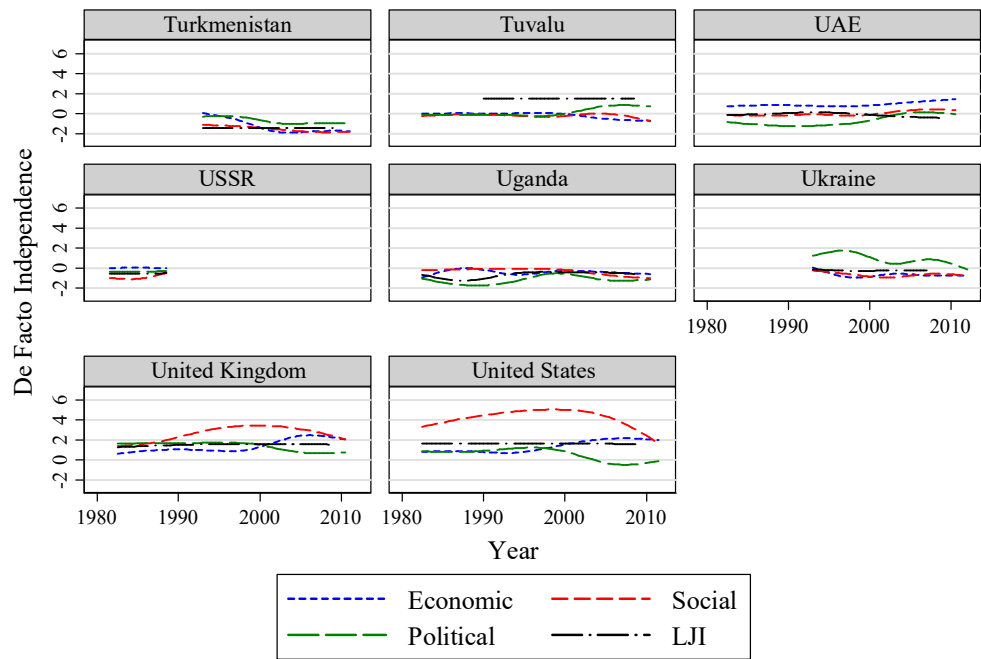 De Facto Independence
Turkmenistan
Tuvalu
UAE
-2 0 2 4 6
USSR
Uganda
Ukraine
-2 0 2 4 6
1980 1990 2000 2010
United Kingdom
United States
-2 0 2 4 6
1980 1990 2000 2010
1980 1990 2000 2010
Year
Economic
Social
Political
LJI